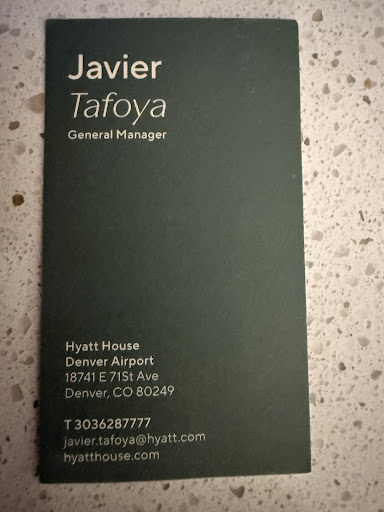 Javier
Tafoya
General Manager
Hyatt House
Denver Airport
18741 E 71St Ave
Denver, CO 80249
T 3036287777
javier.tafoya@hyatt.com
hyatthouse.com